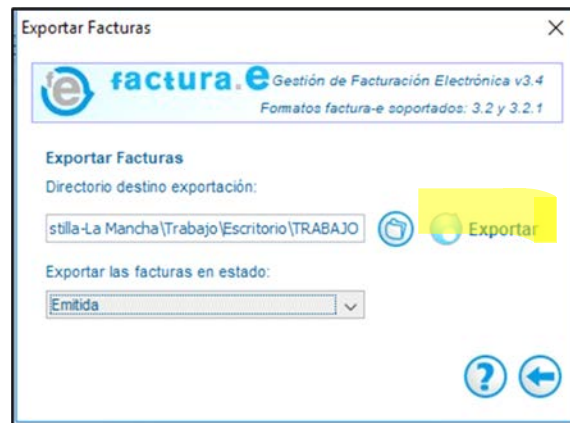 Exportar Facturas
factura.e Gestión de Facturación Electrónica v3.4
Formatos factura-e soportados: 3.2 y 3.2.1
Exportar Facturas
Directorio destino exportación:
stilla-La Mancha\Trabajo\Escritorio\TRABAJO
Exportar
Exportar las facturas en estado:
Emitida